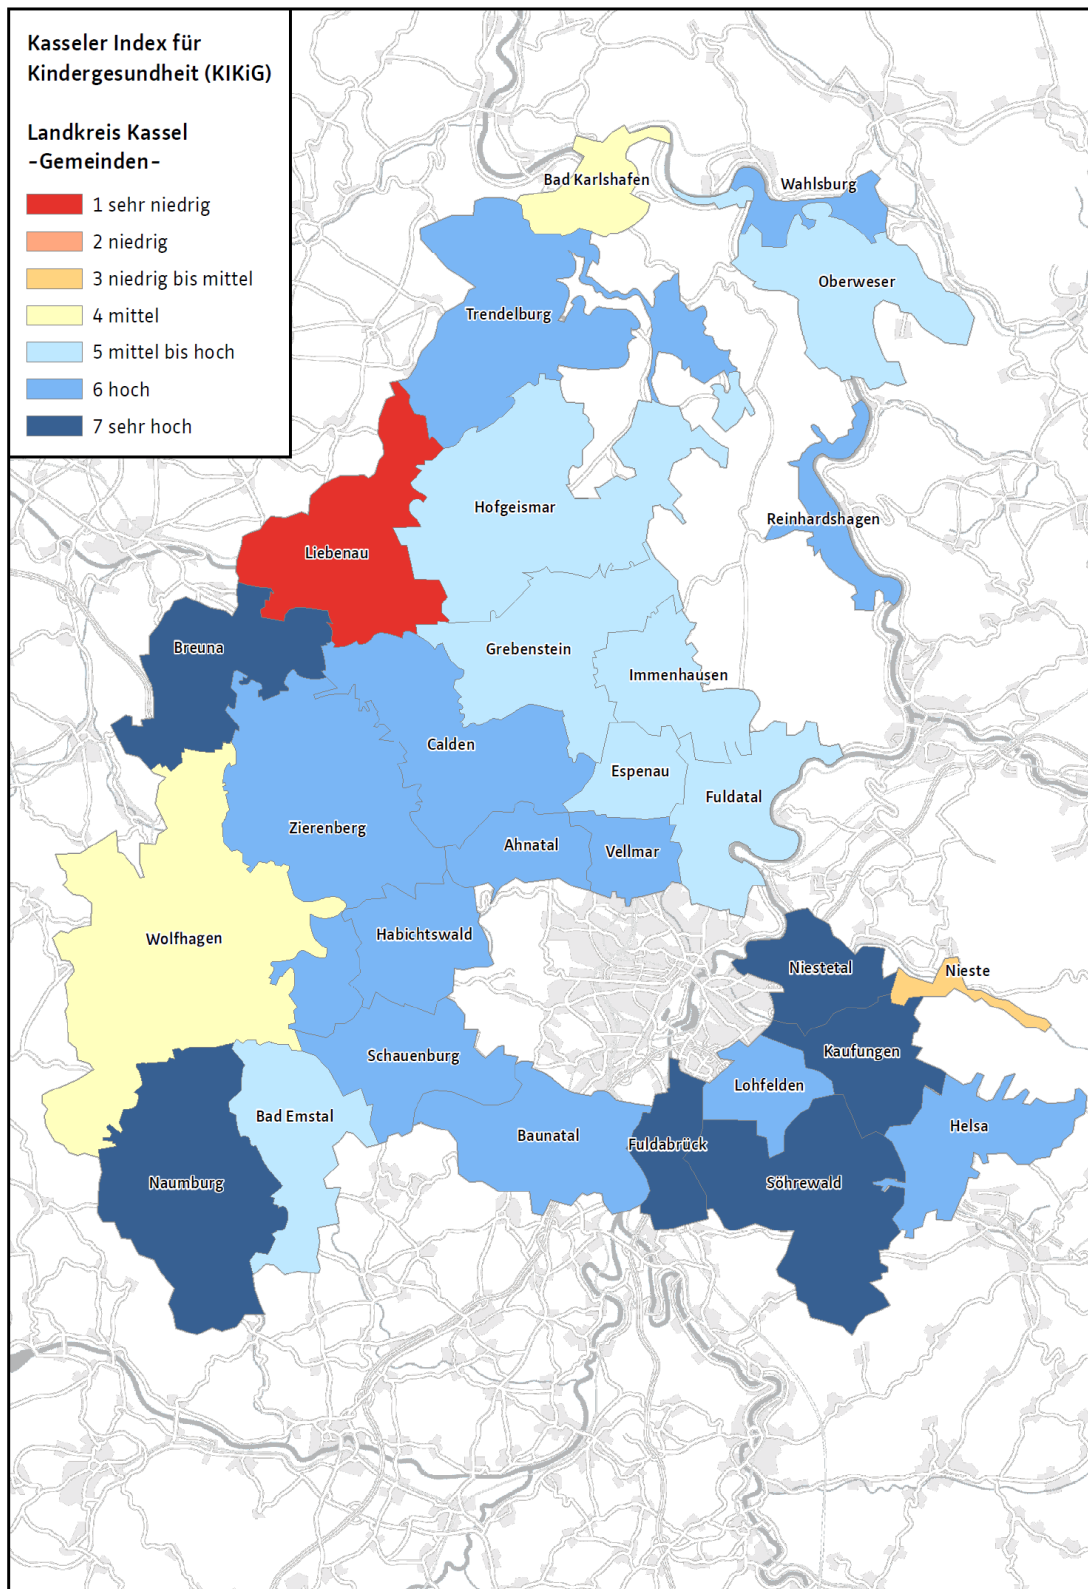 Kasseler Index für
Kindergesundheit (KIKiG)
Landkreis Kassel
-Gemeinden-
1 sehr niedrig
2 niedrig
3 niedrig bis mittel
4 mittel
5 mittel bis hoch
6 hoch
7 sehr hoch
Bad Karlshafen
Wahlsburg
Oberweser
Trendelburg
Hofgeismar
Reinhardshagen
Liebenau
Breuna
Grebenstein
Immenhausen
Calden
Espenau
Fuldatal
Zierenberg
Ahnatal
Vellmar
Habichtswald
Wolfhagen
Niestetal
Nieste
Kaufungen
Schauenburg
Lohfelden
Bad Emstal
Helsa
Baunatal
Fuldabrück
Naumburg
Söhrewald